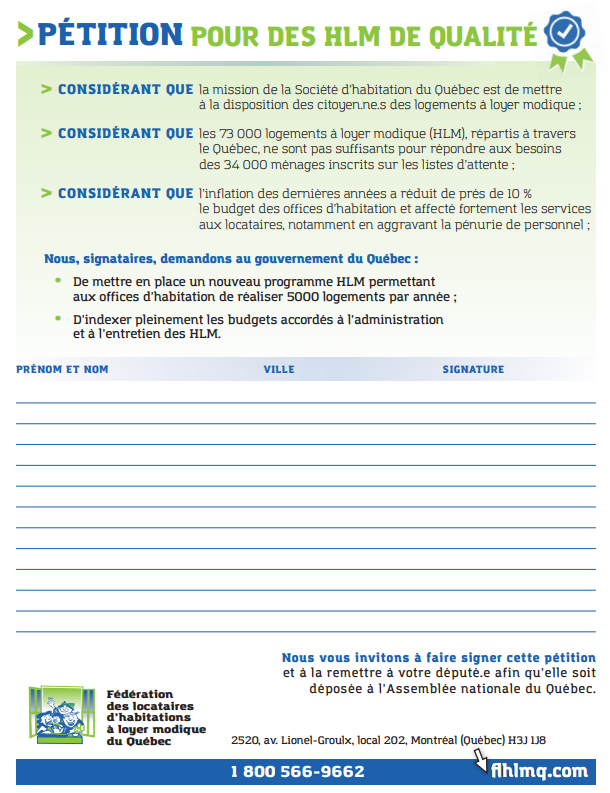 >PÉTITION POUR DES HLM DE QUALITÉ
> CONSIDÉRANT QUE la mission de la Société d'habitation du Québec est de mettre
à la disposition des citoyen.ne.s des logements à loyer modique ;
> CONSIDÉRANT QUE les 73 000 logements à loyer modique (HLM), répartis à travers
le Québec, ne sont pas suffisants pour répondre aux besoins
des 34 000 ménages inscrits sur les listes d'attente ;
> CONSIDÉRANT QUE l'inflation des dernières années a réduit de près de 10 %
le budget des offices d'habitation et affecté fortement les services
aux locataires, notamment en aggravant la pénurie de personnel ;
Nous, signataires, demandons au gouvernement du Québec :
• De mettre en place un nouveau programme HLM permettant
aux offices d'habitation de réaliser 5000 logements par année ;
• D'indexer pleinement les budgets accordés à l'administration
et à l'entretien des HLM.
PRÉNOM ET NOM VILLE SIGNATURE
Nous vous invitons à faire signer cette pétition
et à la remettre à votre député.e afin qu'elle soit
déposée à l'Assemblée nationale du Québec.
Fédération
des locataires
d'habitations
à loyer modique
du Québec
2520, av. Lionel-Groulx, local 202, Montréal (Québec) H3J 1J8
1 800 566-9662
flhlmq.com